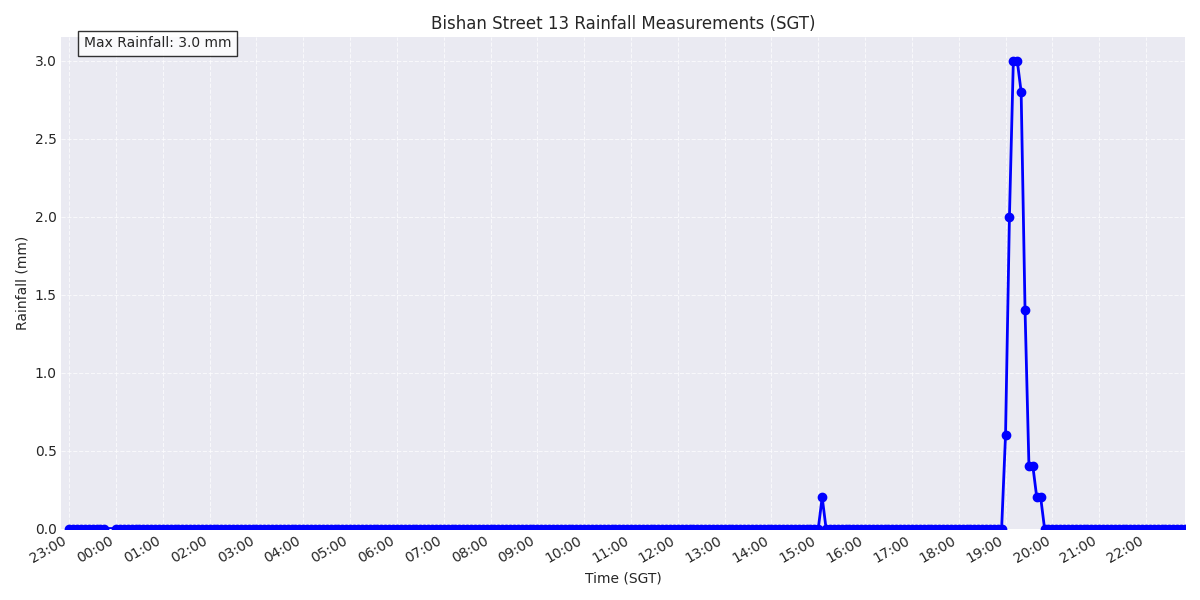 Bishan Street 13 Rainfall Measurements (SGT)
Max Rainfall: 3.0 mm
Rainfall (mm)
3.0
2.5
2.0
1.5
1.0
0.5
0.0
23:00 00:00 01:00 02:00 03:00 04:00 05:00 06:00 07:00 08:00 09:00 10:00 11:00 12:00 13:00 14:00 15:00 16:00 17:00 18:00 19:00 20:00 21:00 22:00
Time (SGT)